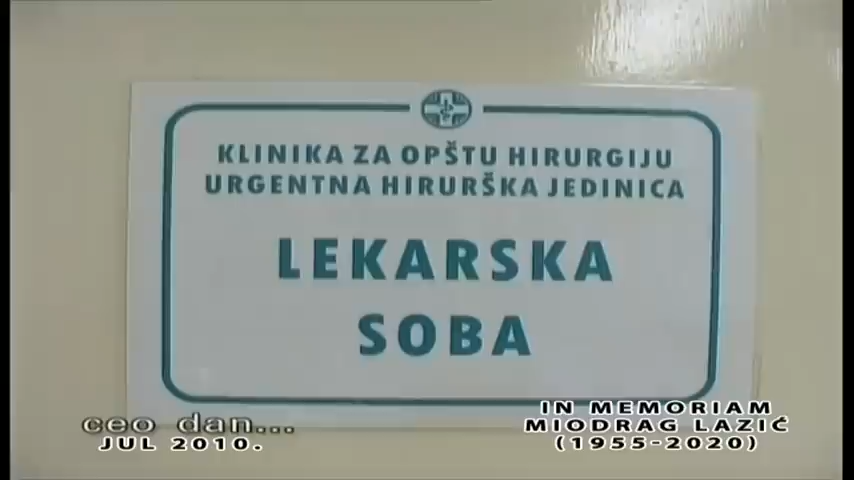 KLINIKA ZA OPŠTU HIRURGIJU
URGENTNA HIRURŠKA JEDINICA
LEKARSKA
SOBA
ceo dan...
JUL 2010.
IN MEMORIAM
MIODRAG LAZIĆ
(1955-2020)